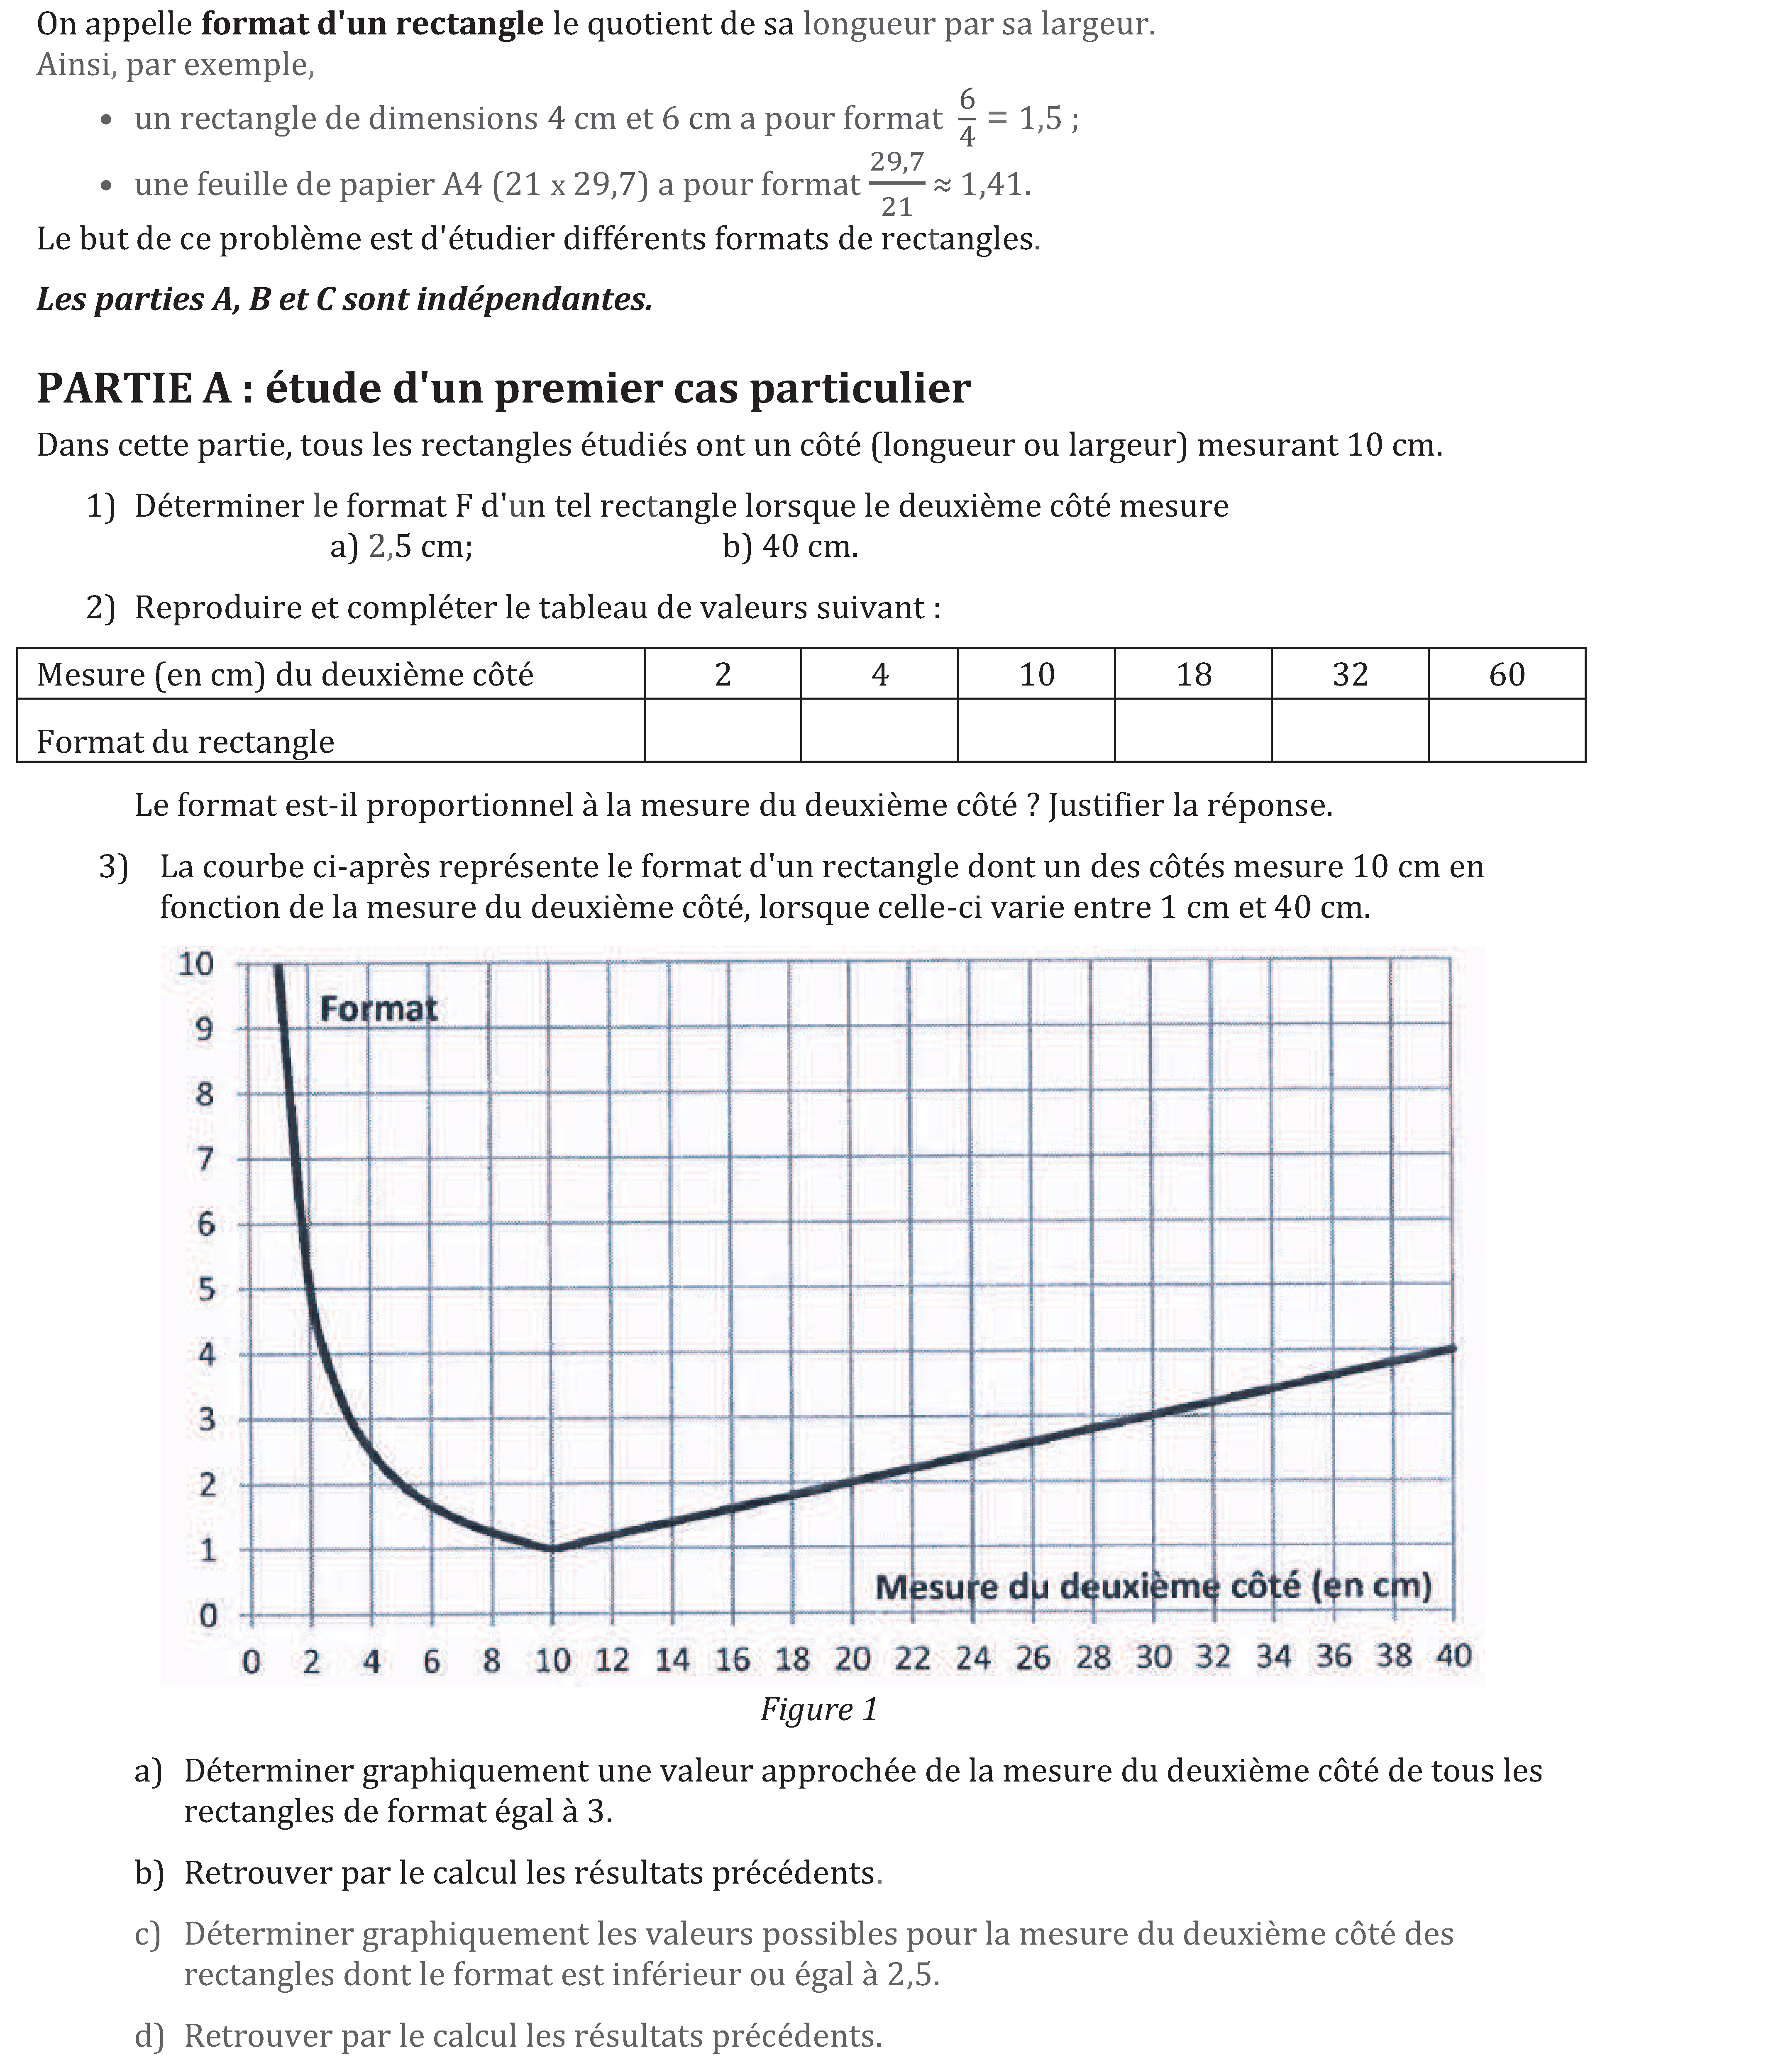 On appelle format d'un rectangle le quotient de sa longueur par sa largeur.
Ainsi, par exemple,
• un rectangle de dimensions 4 cm et 6 cm a pour format 6/4 = 1,5 ;
• une feuille de papier A4 (21 x 29,7) a pour format 29,7/21 ≈ 1,41.
Le but de ce problème est d'étudier différents formats de rectangles.
Les parties A, B et C sont indépendantes.
PARTIE A : étude d'un premier cas particulier
Dans cette partie, tous les rectangles étudiés ont un côté (longueur ou largeur) mesurant 10 cm.
1) Déterminer le format F d'un tel rectangle lorsque le deuxième côté mesure
a) 2,5 cm; b) 40 cm.
2) Reproduire et compléter le tableau de valeurs suivant :
Mesure (en cm) du deuxième côté 2 4 10 18 32 60
Format du rectangle
Le format est-il proportionnel à la mesure du deuxième côté ? Justifier la réponse.
3) La courbe ci-après représente le format d'un rectangle dont un des côtés mesure 10 cm en
fonction de la mesure du deuxième côté, lorsque celle-ci varie entre 1 cm et 40 cm.
10
Format
9
8
7
6
5
4
3
2
1
Mesure du deuxième côté (en cm)
0
0 2 4 6 8 10 12 14 16 18 20 22 24 26 28 30 32 34 36 38 40
Figure 1
a) Déterminer graphiquement une valeur approchée de la mesure du deuxième côté de tous les
rectangles de format égal à 3.
b) Retrouver par le calcul les résultats précédents.
c) Déterminer graphiquement les valeurs possibles pour la mesure du deuxième côté des
rectangles dont le format est inférieur ou égal à 2,5.
d) Retrouver par le calcul les résultats précédents.